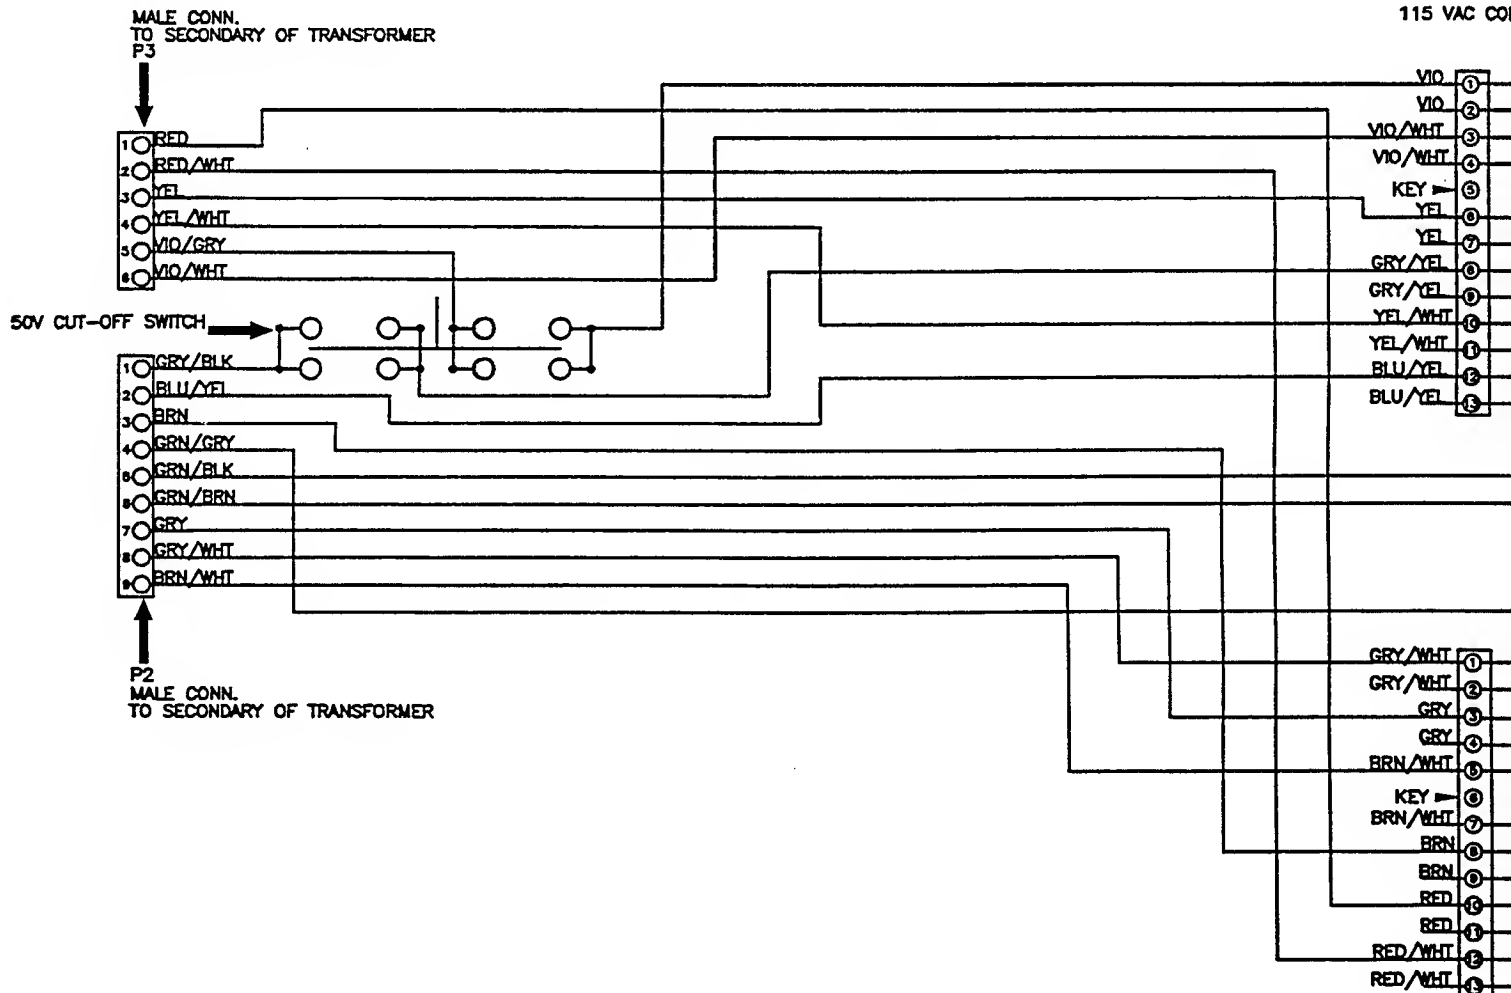 MALE CONN.
TO SECONDARY OF TRANSFORMER
P3
115 VAC
1 RED
2 RED/WHT
3 YEL
4 YEL/WHT
5 VIO/GRY
6 VIO/WHT
50V CUT-OFF SWITCH
1 GRY/BLK
2 BLU/YEL
3 BRN
4 GRN/GRY
5 GRN/BLK
6 GRN/BRN
7 GRY
8 GRY/WHT
9 BRN/WHT
P2
MALE CONN.
TO SECONDARY OF TRANSFORMER
VIO 1
VIO 2
VIO/WHT 3
VIO/WHT 4
KEY 5
YEL 6
YEL 7
GRY/YEL 8
GRY/YEL 9
YEL/WHT 10
YEL/WHT 11
BLU/YEL 12
BLU/YEL 13
GRY/WHT 1
GRY/WHT 2
GRY 3
GRY 4
BRN/WHT 5
KEY 6
BRN/WHT 7
BRN 8
BRN 9
RED 10
RED 11
RED/WHT 12
RED/WHT 13